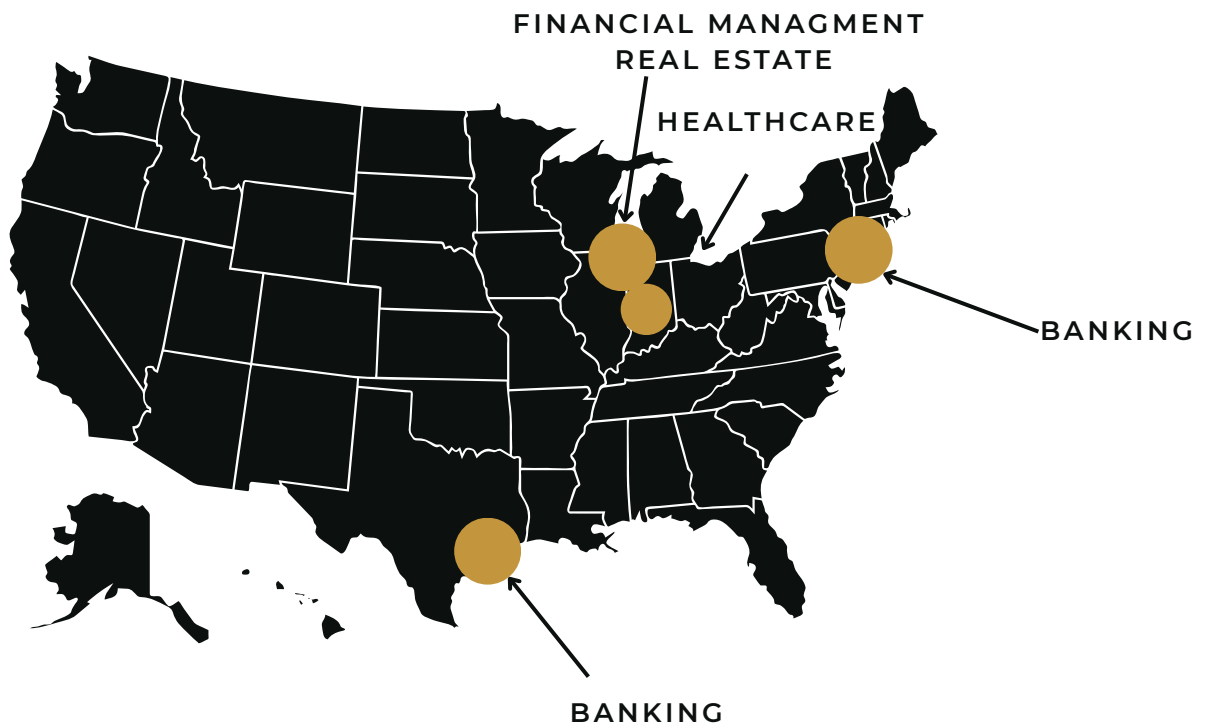 FINANCIAL MANAGMENT
REAL ESTATE
HEALTHCARE
BANKING
BANKING